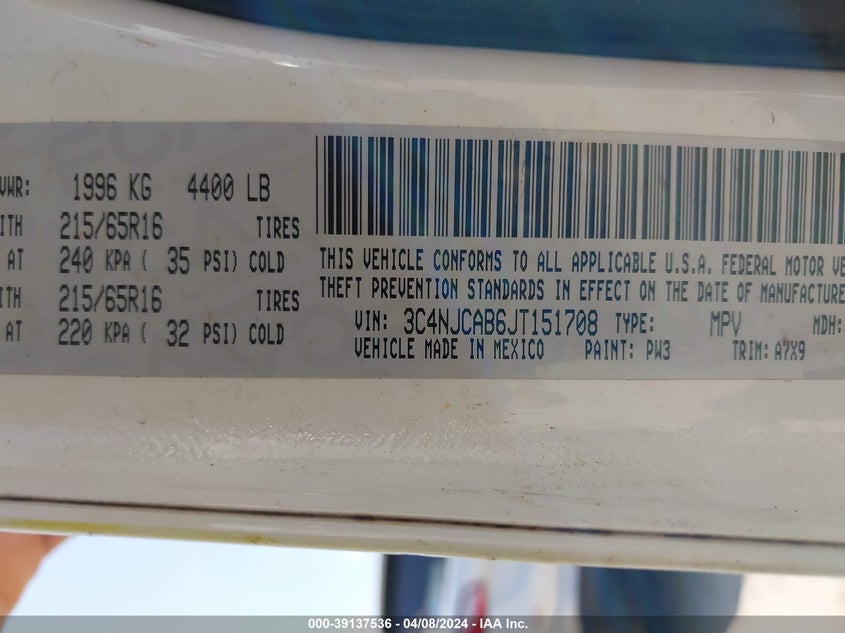 VWR: 1996 KG 4400 LB
ITH 215/65R16 TIRES
AT 240 KPA ( 35 PSI) COLD
ITH 215/65R16 TIRES
AT 220 KPA ( 32 PSI) COLD
THIS VEHICLE CONFORMS TO ALL APPLICABLE U.S.A. FEDERAL MOTOR VE
THEFT PREVENTION STANDARDS IN EFFECT ON THE DATE OF MANUFACTURE
VIN: 3C4NJCAB6JT151708 TYPE: MPV MDH:
VEHICLE MADE IN MEXICO PAINT: PW3 TRIM: A7X9
000-39137536 - 04/08/2024 - IAA Inc.